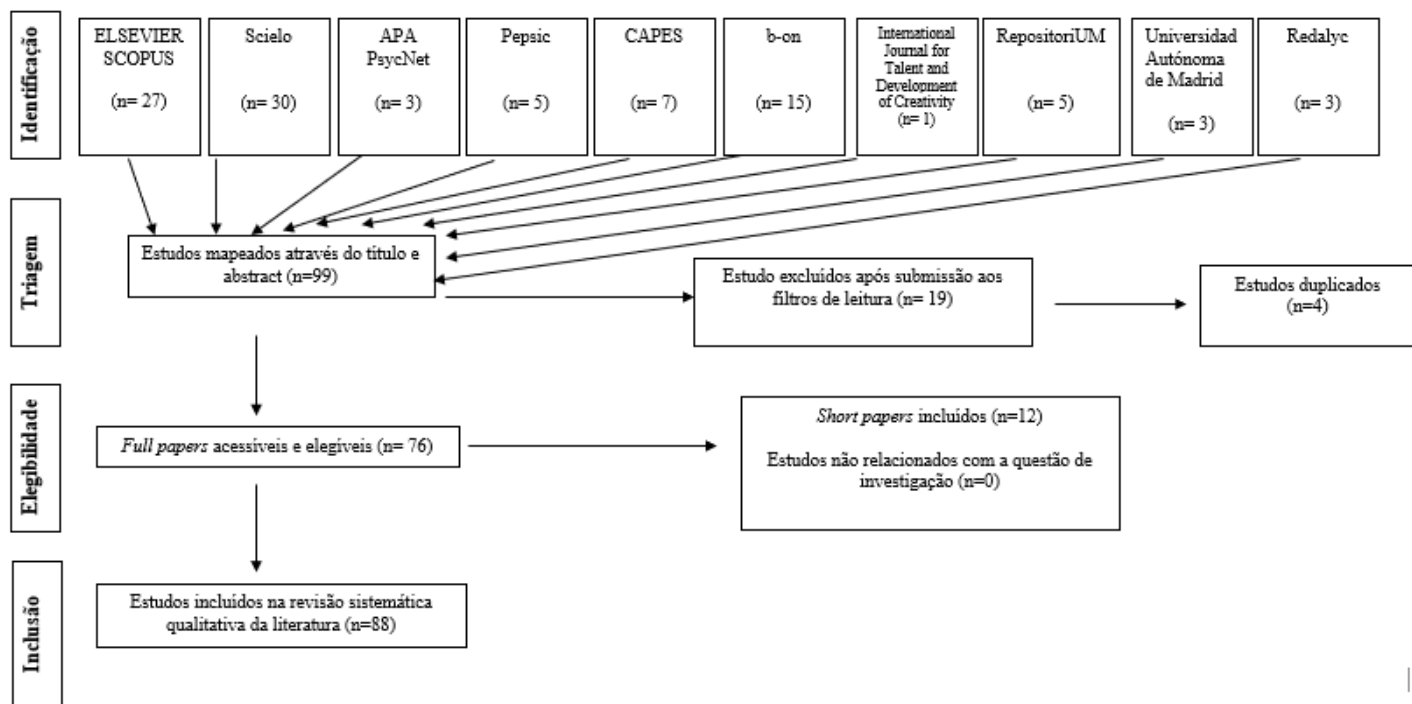 Identificação
ELSEVIER
SCOPUS
(n= 27)
Scielo
(n= 30)
APA
PsycNet
(n= 3)
Pepsic
(n= 5)
CAPES
(n= 7)
b-on
(n= 15)
International
Journal for
Talent and
Development
of Creativity
(n= 1)
RepositoriUM
(n= 5)
Universidad
Autónoma
de Madrid
(n= 3)
Redalyc
(n= 3)
Triagem
Estudos mapeados através do título e
abstract (n=99)
Estudo excluídos após submissão aos
filtros de leitura (n= 19)
Estudos duplicados
(n=4)
Elegibilidade
Full papers acessíveis e elegíveis (n= 76)
Short papers incluídos (n=12)
Estudos não relacionados com a questão de
investigação (n=0)
Inclusão
Estudos incluídos na revisão sistemática
qualitativa da literatura (n=88)